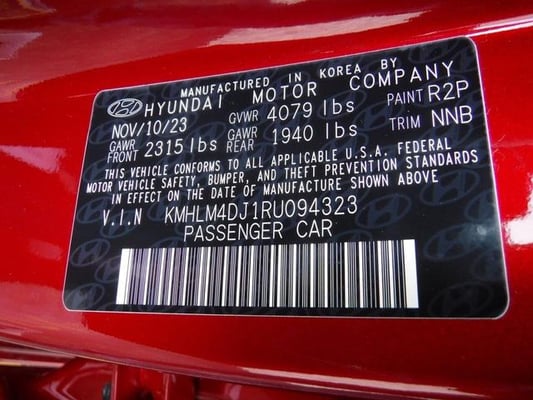 MANUFACTURED IN KOREA BY
HYUNDAI MOTOR COMPANY
NOV/10/23 GVWR 4079 lbs PAINT R2P
GAWR FRONT 2315 lbs GAWR REAR 1940 lbs TRIM NNB
THIS VEHICLE CONFORMS TO ALL APPLICABLE U.S.A. FEDERAL
MOTOR VEHICLE SAFETY, BUMPER, AND THEFT PREVENTION STANDARDS
IN EFFECT ON THE DATE OF MANUFACTURE SHOWN ABOVE
V.I.N KMHLM4DJ1RU094323
PASSENGER CAR